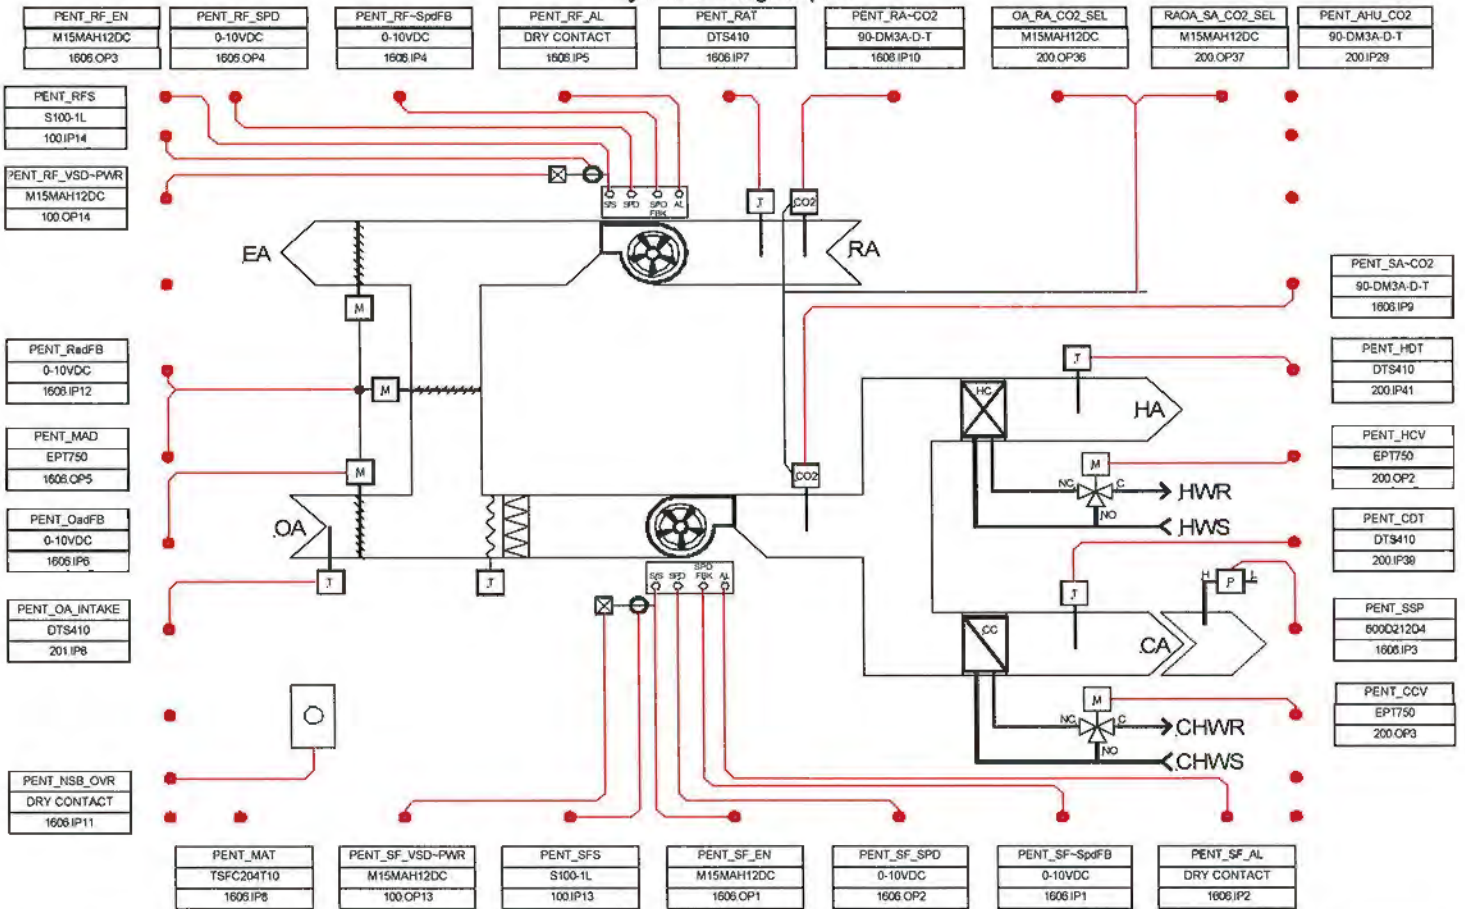 PENT_RF_EN
M15MAH12DC
1606.OP3
PENT_RF_SPD
0-10VDC
1606.OP4
PENT_RF~SpdFB
0-10VDC
1606.IP4
PENT_RF_AL
DRY CONTACT
1606.IP5
PENT_RAT
DTS410
1606.IP7
PENT_RA~CO2
90-DM3A-D-T
1606.IP10
OA_RA_CO2_SEL
M15MAH12DC
200.OP36
RAOA_SA_CO2_SEL
M15MAH12DC
200.OP37
PENT_AHU_CO2
90-DM3A-D-T
200.IP29
PENT_RFS
S100-1L
100.IP14
PENT_RF_VSD~PWR
M15MAH12DC
100.OP14
S/S SPD SPD FBK AL
J
CO2
EA
RA
M
PENT_SA~CO2
90-DM3A-D-T
1606.IP9
PENT_RadFB
0-10VDC
1606.IP12
M
J
HC
HA
PENT_HDT
DTS410
200.IP41
PENT_MAD
EPT750
1606.OP5
M
CO2
M
NC
C
NO
HWR
HWS
PENT_HCV
EPT750
200.OP2
PENT_OadFB
0-10VDC
1606.IP6
OA
J
J
S/S SPD SPD FBK AL
PENT_CDT
DTS410
200.IP39
J
H
P
L
PENT_OA_INTAKE
DTS410
201.IP8
CC
CA
PENT_SSP
600D212D4
1606.IP3
M
NC
C
NO
CHWR
CHWS
PENT_CCV
EPT750
200.OP3
PENT_NSB_OVR
DRY CONTACT
1606.IP11
PENT_MAT
TSFC204T10
1606.IP8
PENT_SF_VSD~PWR
M15MAH12DC
100.OP13
PENT_SFS
S100-1L
100.IP13
PENT_SF_EN
M15MAH12DC
1606.OP1
PENT_SF_SPD
0-10VDC
1606.OP2
PENT_SF~SpdFB
0-10VDC
1606.IP1
PENT_SF_AL
DRY CONTACT
1606.IP2